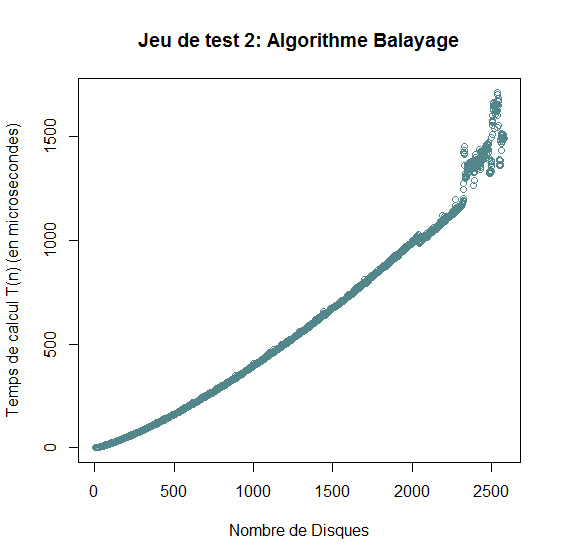 Jeu de test 2: Algorithme Balayage
Temps de calcul T(n) (en microsecondes)
1500
1000
500
0
0 500 1000 1500 2000 2500
Nombre de Disques